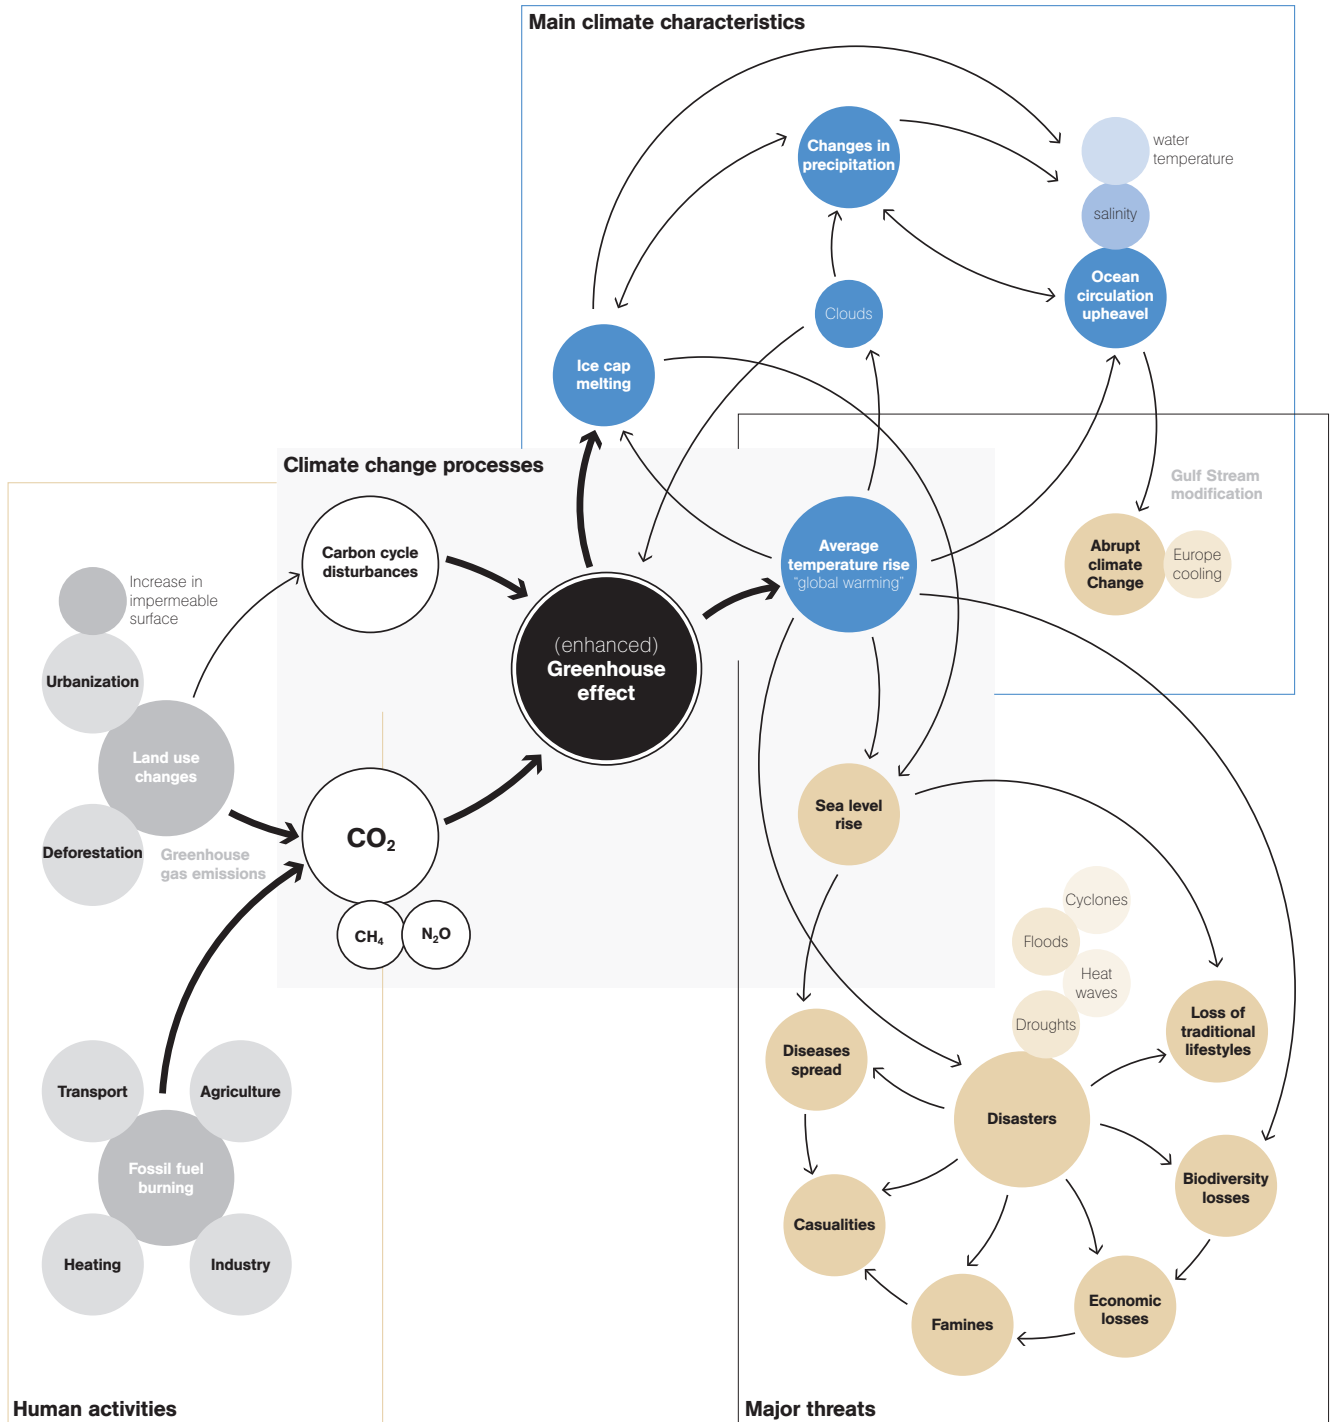 Main climate characteristics
Changes in
precipitation
water
temperature
salinity
Ocean
circulation
upheavel
Clouds
Ice cap
melting
Climate change processes
Carbon cycle
disturbances
Average
temperature rise
“global warming”
Gulf Stream
modification
Abrupt
climate
Change
Europe
cooling
Increase in
impermeable
surface
Urbanization
Land use
changes
Deforestation
Greenhouse
gas emissions
(enhanced)
Greenhouse
effect
CO₂
CH₄
N₂O
Sea level
rise
Cyclones
Floods
Heat
waves
Droughts
Loss of
traditional
lifestyles
Diseases
spread
Disasters
Biodiversity
losses
Casualities
Economic
losses
Famines
Transport
Agriculture
Fossil fuel
burning
Heating
Industry
Human activities
Major threats